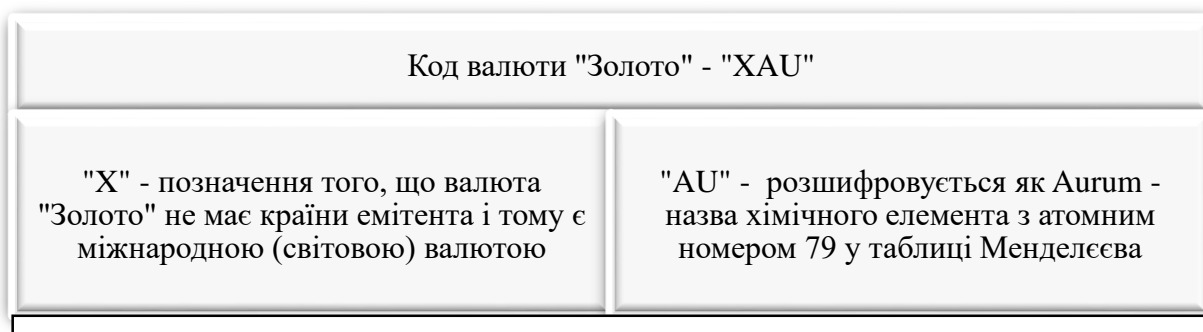 Код валюти "Золото" - "XAU"
"X" - позначення того, що валюта
"Золото" не має країни емітента і тому є
міжнародною (світовою) валютою
"AU" -  розшифровується як Aurum -
назва хімічного елемента з атомним
номером 79 у таблиці Менделєєва